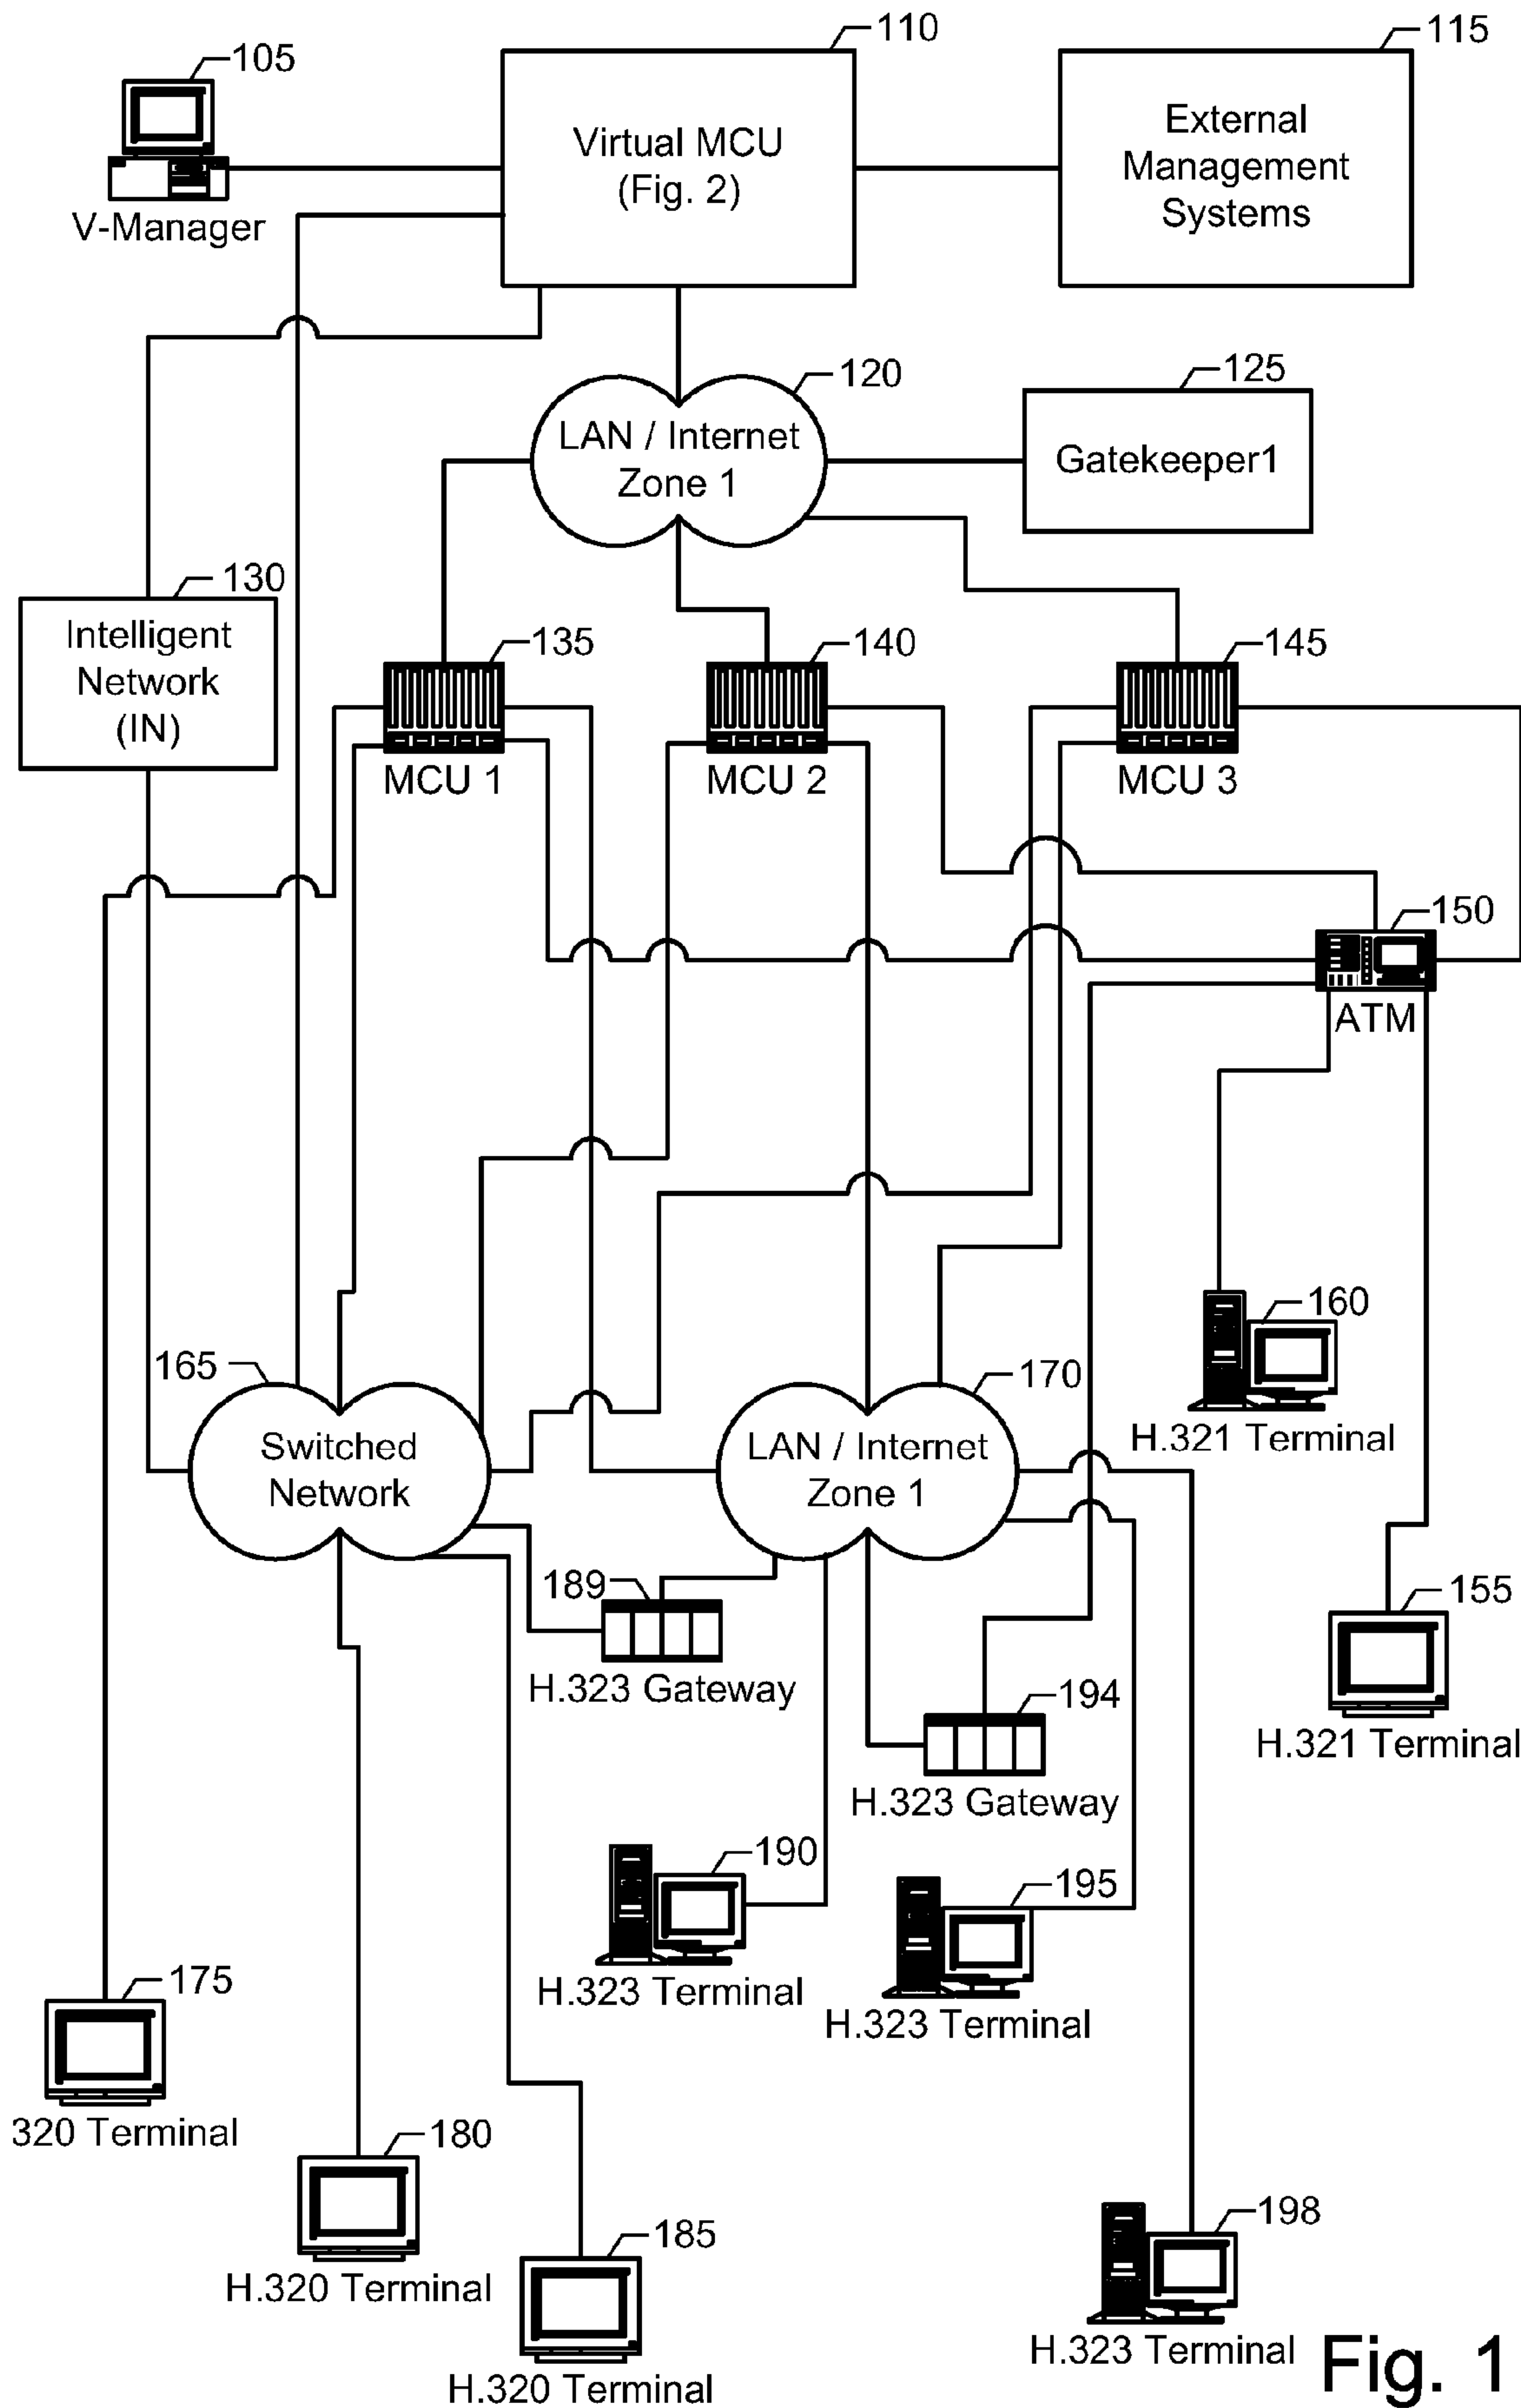 105
110
115
Virtual MCU
(Fig. 2)
External
Management
Systems
V-Manager
120
125
LAN / Internet
Zone 1
Gatekeeper1
130
Intelligent
Network
(IN)
135
140
145
MCU 1
MCU 2
MCU 3
150
ATM
160
H.321 Terminal
165
170
Switched
Network
LAN / Internet
Zone 1
189
H.323 Gateway
155
H.321 Terminal
194
H.323 Gateway
190
H.323 Terminal
195
H.323 Terminal
175
320 Terminal
180
H.320 Terminal
185
H.320 Terminal
198
H.323 Terminal
Fig. 1